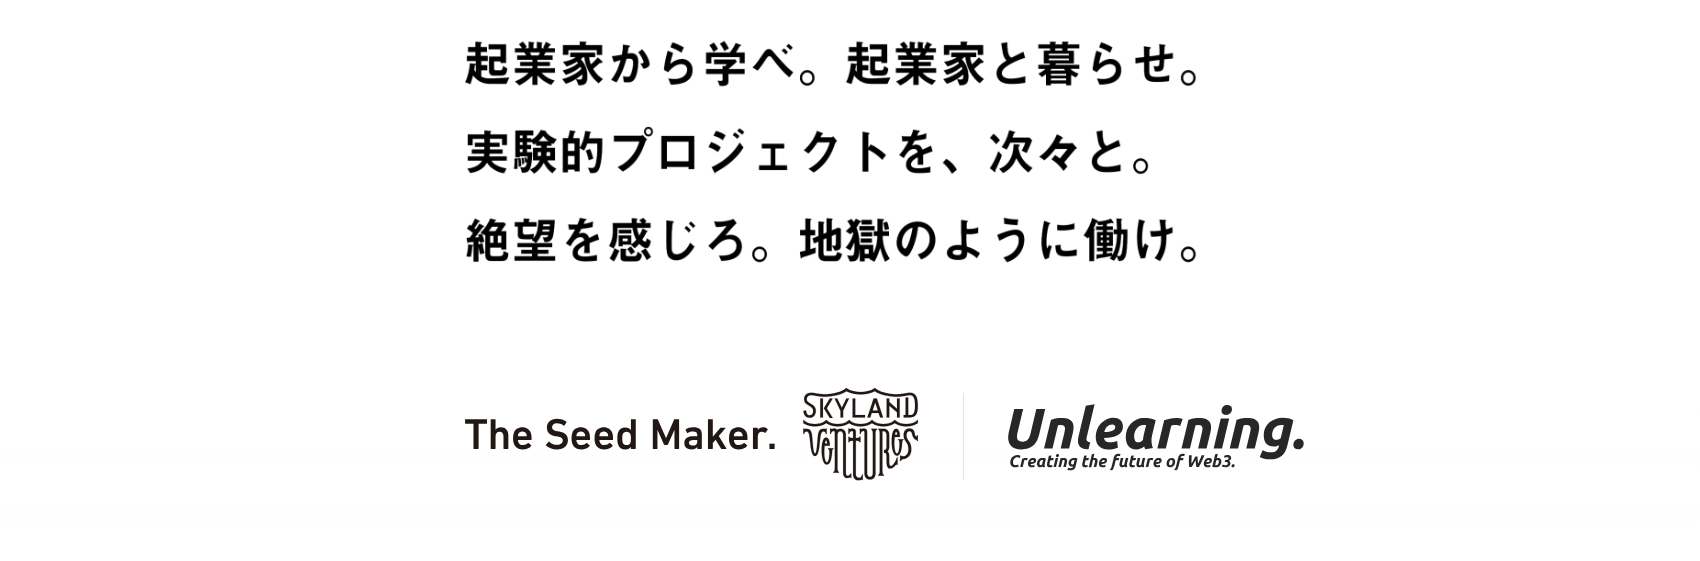 起業家から学べ。起業家と暮らせ。
実験的プロジェクトを、次々と。
絶望を感じろ。地獄のように働け。
The Seed Maker.
SKYLAND
VENTURES
Unlearning.
Creating the future of Web3.